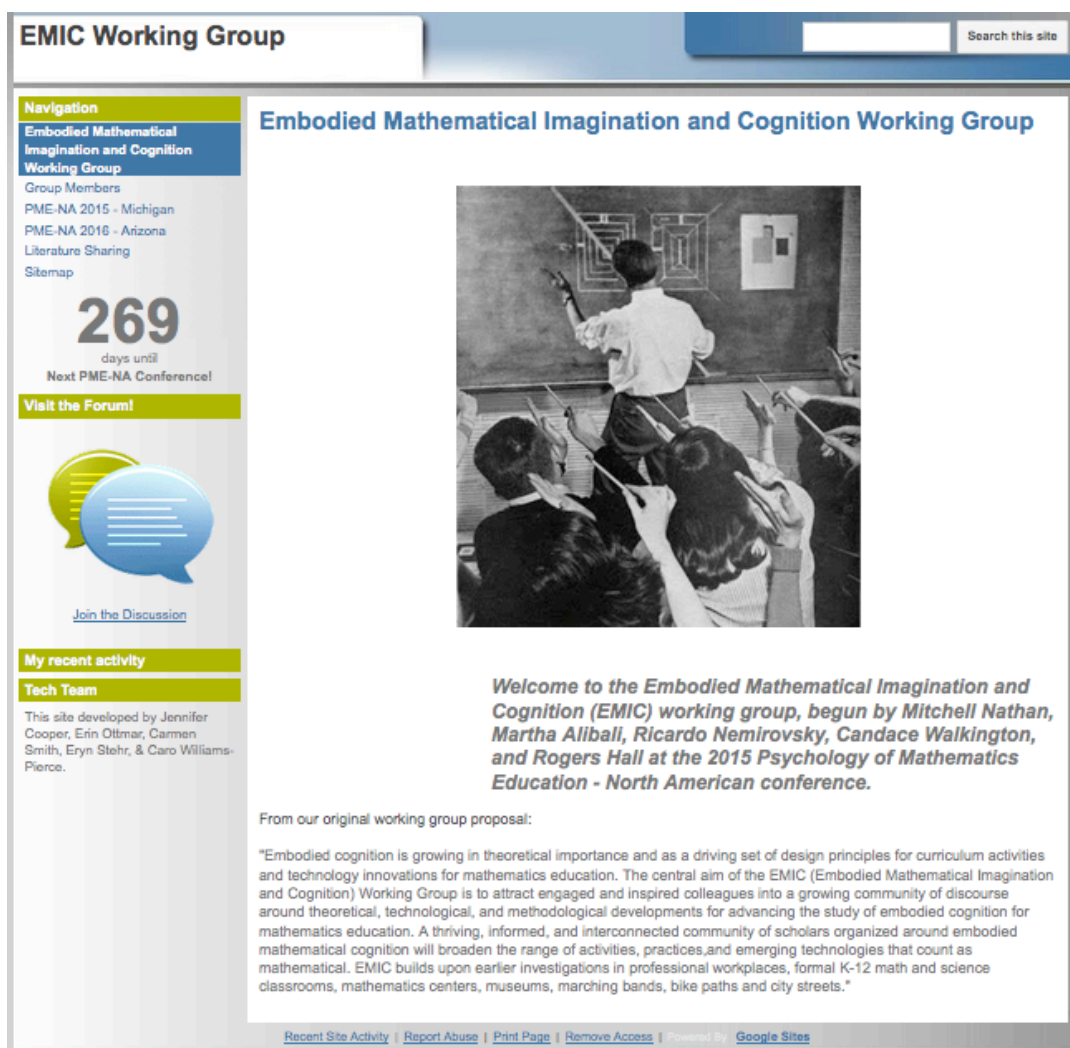 EMIC Working Group
Search this site
Navigation
Embodied Mathematical
Imagination and Cognition
Working Group
Group Members
PME-NA 2015 - Michigan
PME-NA 2016 - Arizona
Literature Sharing
Sitemap
269
days until
Next PME-NA Conference!
Visit the Forum!
Join the Discussion
My recent activity
Tech Team
This site developed by Jennifer
Cooper, Erin Ottmar, Carmen
Smith, Eryn Stehr, & Caro Williams-
Pierce.
Embodied Mathematical Imagination and Cognition Working Group
Welcome to the Embodied Mathematical Imagination and
Cognition (EMIC) working group, begun by Mitchell Nathan,
Martha Alibali, Ricardo Nemirovsky, Candace Walkington,
and Rogers Hall at the 2015 Psychology of Mathematics
Education - North American conference.
From our original working group proposal:
"Embodied cognition is growing in theoretical importance and as a driving set of design principles for curriculum activities
and technology innovations for mathematics education. The central aim of the EMIC (Embodied Mathematical Imagination
and Cognition) Working Group is to attract engaged and inspired colleagues into a growing community of discourse
around theoretical, technological, and methodological developments for advancing the study of embodied cognition for
mathematics education. A thriving, informed, and interconnected community of scholars organized around embodied
mathematical cognition will broaden the range of activities, practices,and emerging technologies that count as
mathematical. EMIC builds upon earlier investigations in professional workplaces, formal K-12 math and science
classrooms, mathematics centers, museums, marching bands, bike paths and city streets."
Recent Site Activity | Report Abuse | Print Page | Remove Access | Powered By Google Sites